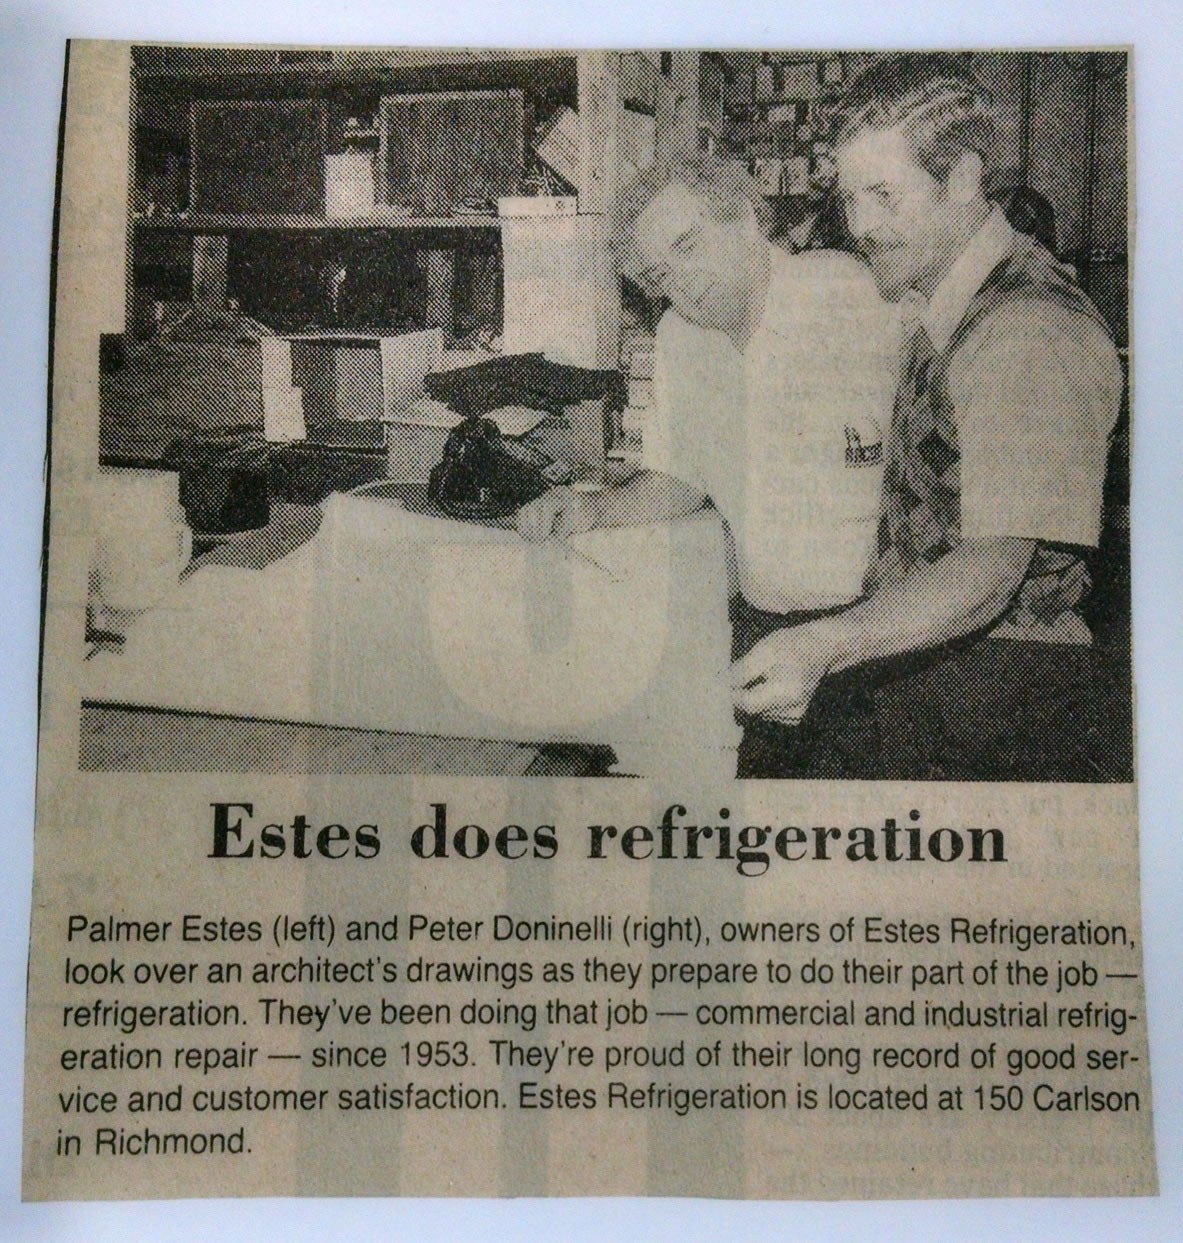 Estes does refrigeration
Palmer Estes (left) and Peter Doninelli (right), owners of Estes Refrigeration,
look over an architect's drawings as they prepare to do their part of the job —
refrigeration. They've been doing that job — commercial and industrial refrig-
eration repair — since 1953. They're proud of their long record of good ser-
vice and customer satisfaction. Estes Refrigeration is located at 150 Carlson
in Richmond.